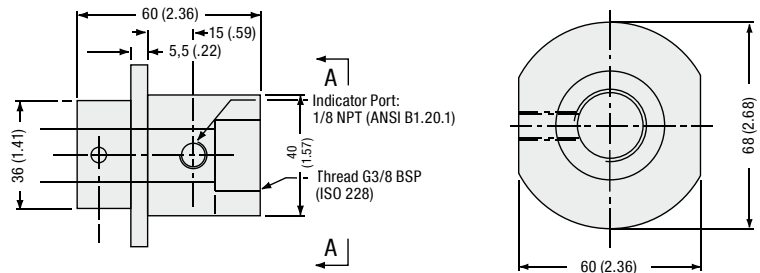 60 (2.36)
15 (.59)
5,5 (.22)
A
Indicator Port:
1/8 NPT (ANSI B1.20.1)
36 (1.41)
40
(1.57)
Thread G3/8 BSP
(ISO 228)
A
68 (2.68)
60 (2.36)